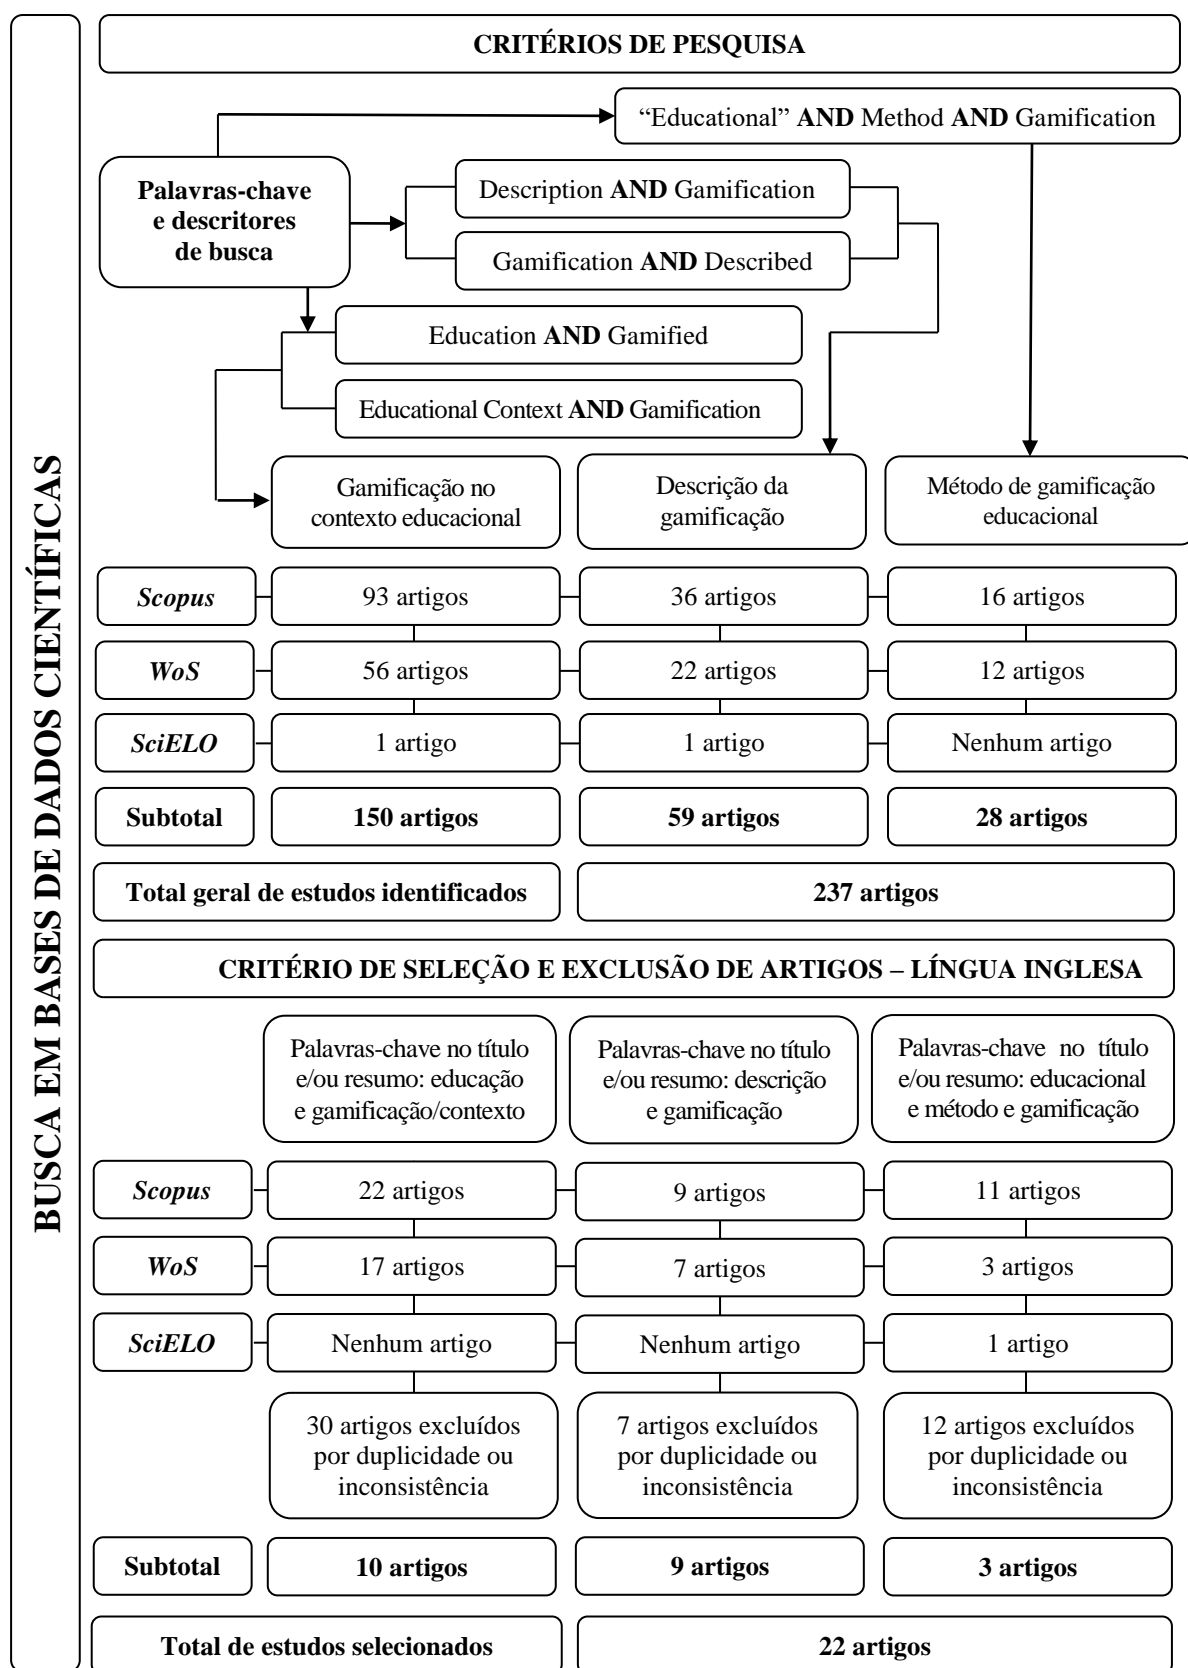 BUSCA EM BASES DE DADOS CIENTÍFICAS
CRITÉRIOS DE PESQUISA
“Educational” AND Method AND Gamification
Palavras-chave
e descritores
de busca
Description AND Gamification
Gamification AND Described
Education AND Gamified
Educational Context AND Gamification
Gamificação no
contexto educacional
Descrição da
gamificação
Método de gamificação
educacional
Scopus
93 artigos
36 artigos
16 artigos
WoS
56 artigos
22 artigos
12 artigos
SciELO
1 artigo
1 artigo
Nenhum artigo
Subtotal
150 artigos
59 artigos
28 artigos
Total geral de estudos identificados
237 artigos
CRITÉRIO DE SELEÇÃO E EXCLUSÃO DE ARTIGOS – LÍNGUA INGLESA
Palavras-chave no título
e/ou resumo: educação
e gamificação/contexto
Palavras-chave no título
e/ou resumo: descrição
e gamificação
Palavras-chave no título
e/ou resumo: educacional
e método e gamificação
Scopus
22 artigos
9 artigos
11 artigos
WoS
17 artigos
7 artigos
3 artigos
SciELO
Nenhum artigo
Nenhum artigo
1 artigo
30 artigos excluídos
por duplicidade ou
inconsistência
7 artigos excluídos
por duplicidade ou
inconsistência
12 artigos excluídos
por duplicidade ou
inconsistência
Subtotal
10 artigos
9 artigos
3 artigos
Total de estudos selecionados
22 artigos